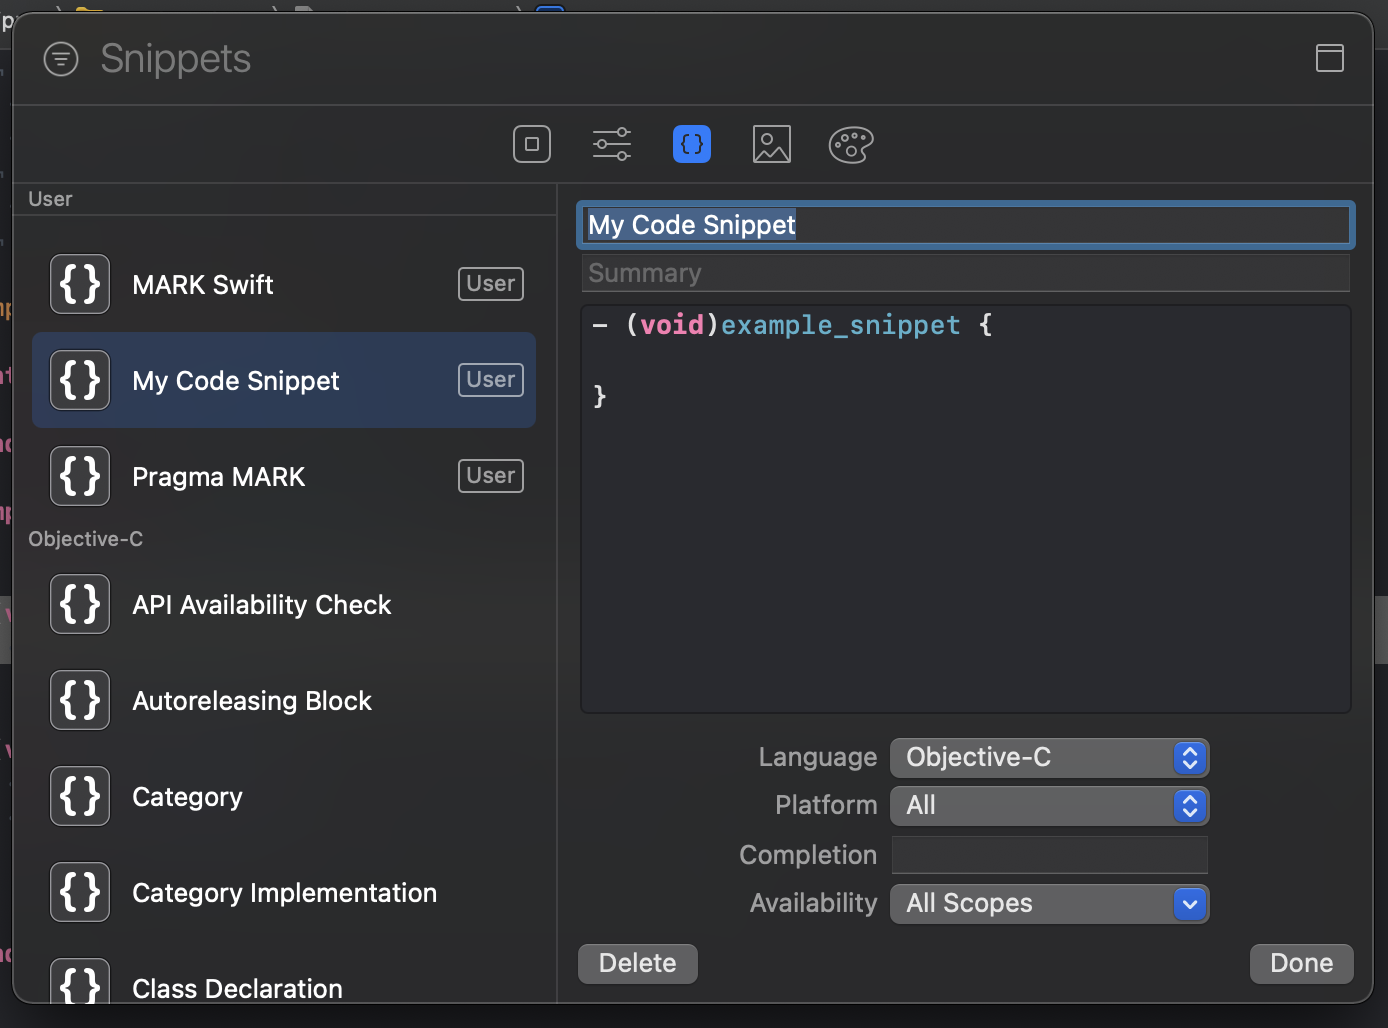 Snippets
User
MARK Swift User
My Code Snippet User
Pragma MARK User
Objective-C
API Availability Check
Autoreleasing Block
Category
Category Implementation
Class Declaration
My Code Snippet
Summary
- (void)example_snippet {
}
Language Objective-C
Platform All
Completion
Availability All Scopes
Delete Done